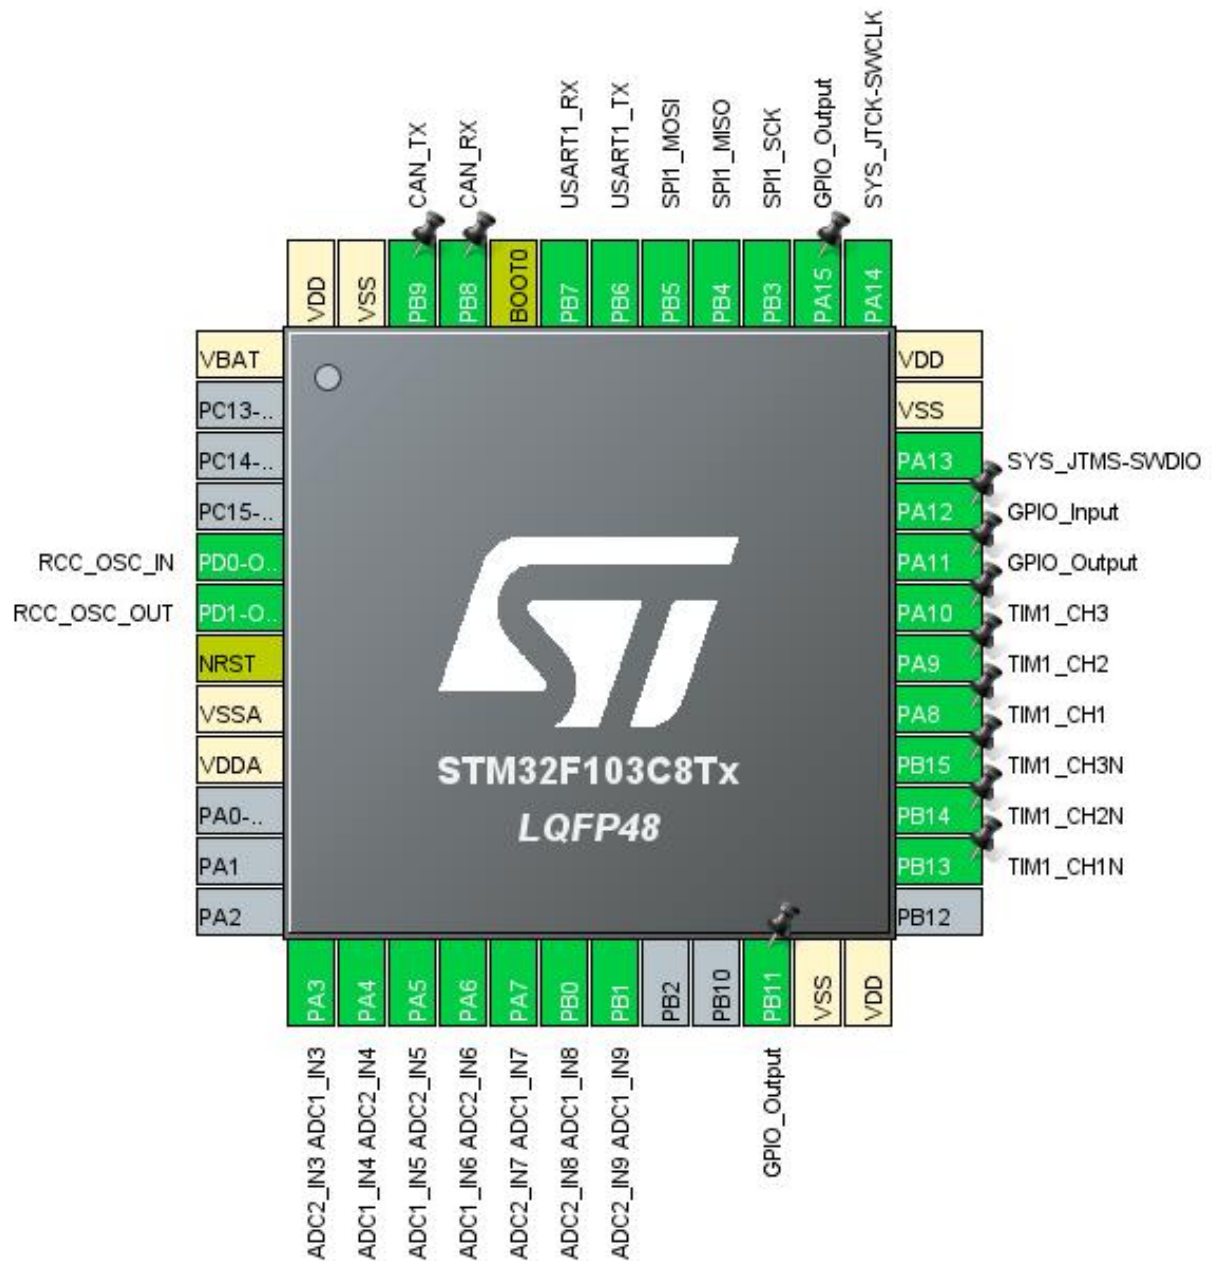 CAN_TX
CAN_RX
USART1_RX
USART1_TX
SPI1_MOSI
SPI1_MISO
SPI1_SCK
GPIO_Output
SYS_JTCK-SWCLK
VDD
VSS
PB9
PB8
BOOT0
PB7
PB6
PB5
PB4
PB3
PA15
PA14
VBAT
PC13-..
PC14-..
PC15-..
RCC_OSC_IN PD0-O..
RCC_OSC_OUT PD1-O..
NRST
VSSA
VDDA
PA0-..
PA1
PA2
ST
STM32F103C8Tx
LQFP48
VDD
VSS
PA13 SYS_JTMS-SWDIO
PA12 GPIO_Input
PA11 GPIO_Output
PA10 TIM1_CH3
PA9 TIM1_CH2
PA8 TIM1_CH1
PB15 TIM1_CH3N
PB14 TIM1_CH2N
PB13 TIM1_CH1N
PB12
PA3
PA4
PA5
PA6
PA7
PB0
PB1
PB2
PB10
PB11
VSS
VDD
ADC2_IN3 ADC1_IN3
ADC1_IN4 ADC2_IN4
ADC1_IN5 ADC2_IN5
ADC1_IN6 ADC2_IN6
ADC2_IN7 ADC1_IN7
ADC2_IN8 ADC1_IN8
ADC2_IN9 ADC1_IN9
GPIO_Output